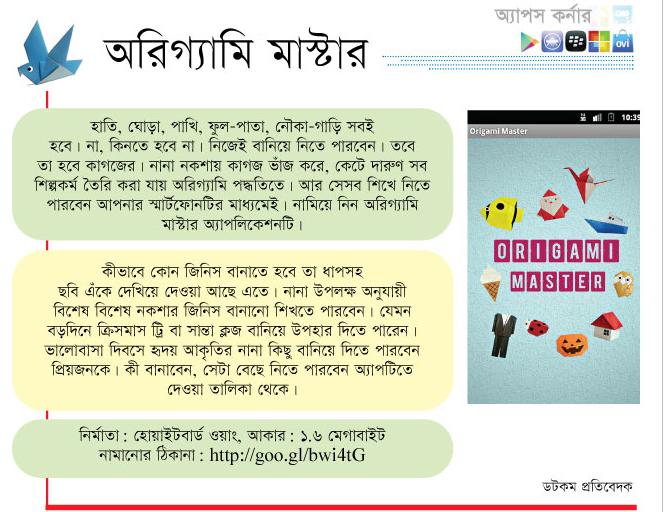 অ্যাপস কর্নার
ovi
অরিগ্যামি মাস্টার
হাতি, ঘোড়া, পাখি, ফুল-পাতা, নৌকা-গাড়ি সবই
হবে। না, কিনতে হবে না। নিজেই বানিয়ে নিতে পারবেন। তবে
তা হবে কাগজের। নানা নকশায় কাগজ ভাঁজ করে, কেটে দারুণ সব
শিল্পকর্ম তৈরি করা যায় অরিগ্যামি পদ্ধতিতে। আর সেসব শিখে নিতে
পারবেন আপনার স্মার্টফোনটির মাধ্যমেই। নামিয়ে নিন অরিগ্যামি
মাস্টার অ্যাপলিকেশনটি।
কীভাবে কোন জিনিস বানাতে হবে তা ধাপসহ
ছবি এঁকে দেখিয়ে দেওয়া আছে এতে। নানা উপলক্ষ অনুযায়ী
বিশেষ বিশেষ নকশার জিনিস বানানো শিখতে পারবেন। যেমন
বড়দিনে ক্রিসমাস ট্রি বা সান্তা ক্লজ বানিয়ে উপহার দিতে পারেন।
ভালোবাসা দিবসে হৃদয় আকৃতির নানা কিছু বানিয়ে দিতে পারবেন
প্রিয়জনকে। কী বানাবেন, সেটা বেছে নিতে পারবেন অ্যাপটিতে
দেওয়া তালিকা থেকে।
নির্মাতা : হোয়াইটবার্ড ওয়াং, আকার : ১.৬ মেগাবাইট
নামানোর ঠিকানা : http://goo.gl/bwi4tG
10:39
Origami Master
ORIGAMI
MASTER
ডটকম প্রতিবেদক